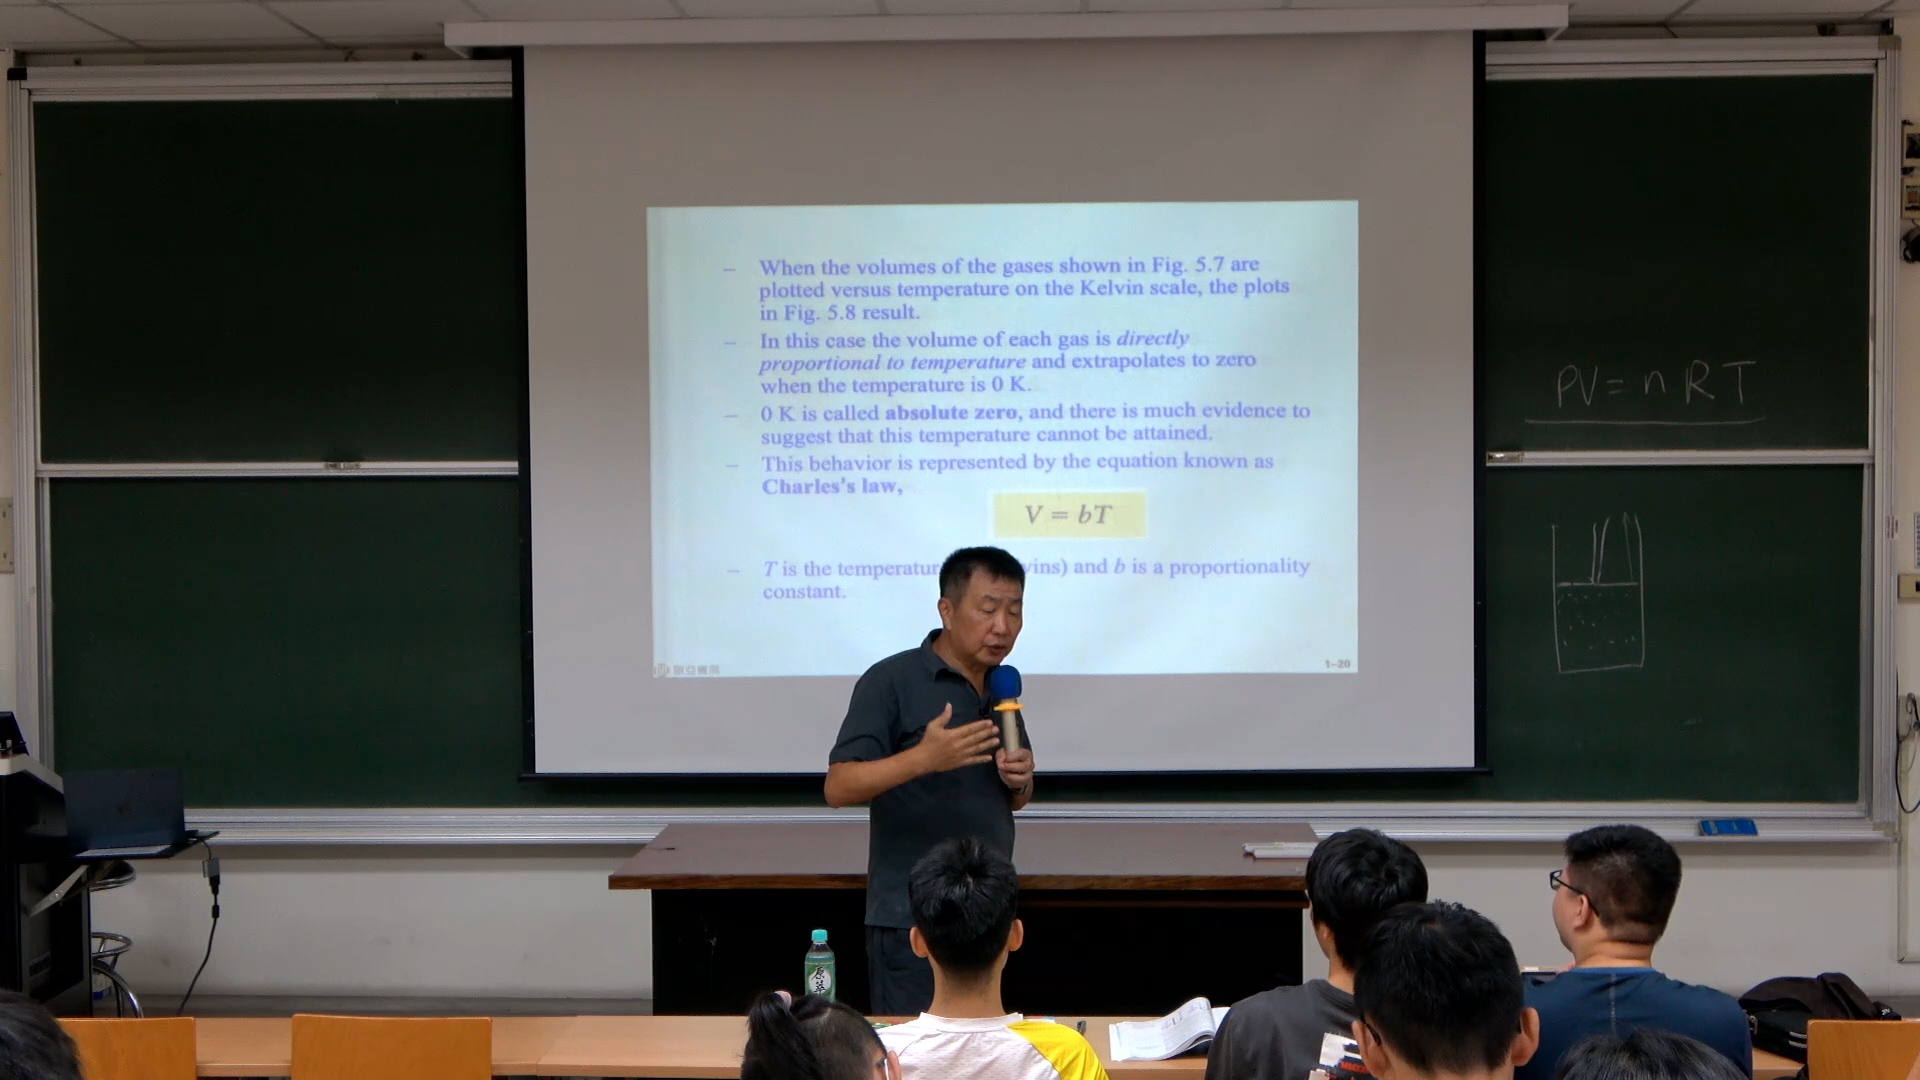 – When the volumes of the gases shown in Fig. 5.7 are
plotted versus temperature on the Kelvin scale, the plots
in Fig. 5.8 result.
– In this case the volume of each gas is directly
proportional to temperature and extrapolates to zero
when the temperature is 0 K.
– 0 K is called absolute zero, and there is much evidence to
suggest that this temperature cannot be attained.
– This behavior is represented by the equation known as
Charles's law,
V = bT
– T is the temperatur vins) and b is a proportionality
constant.
1–20
PV = nRT
原萃